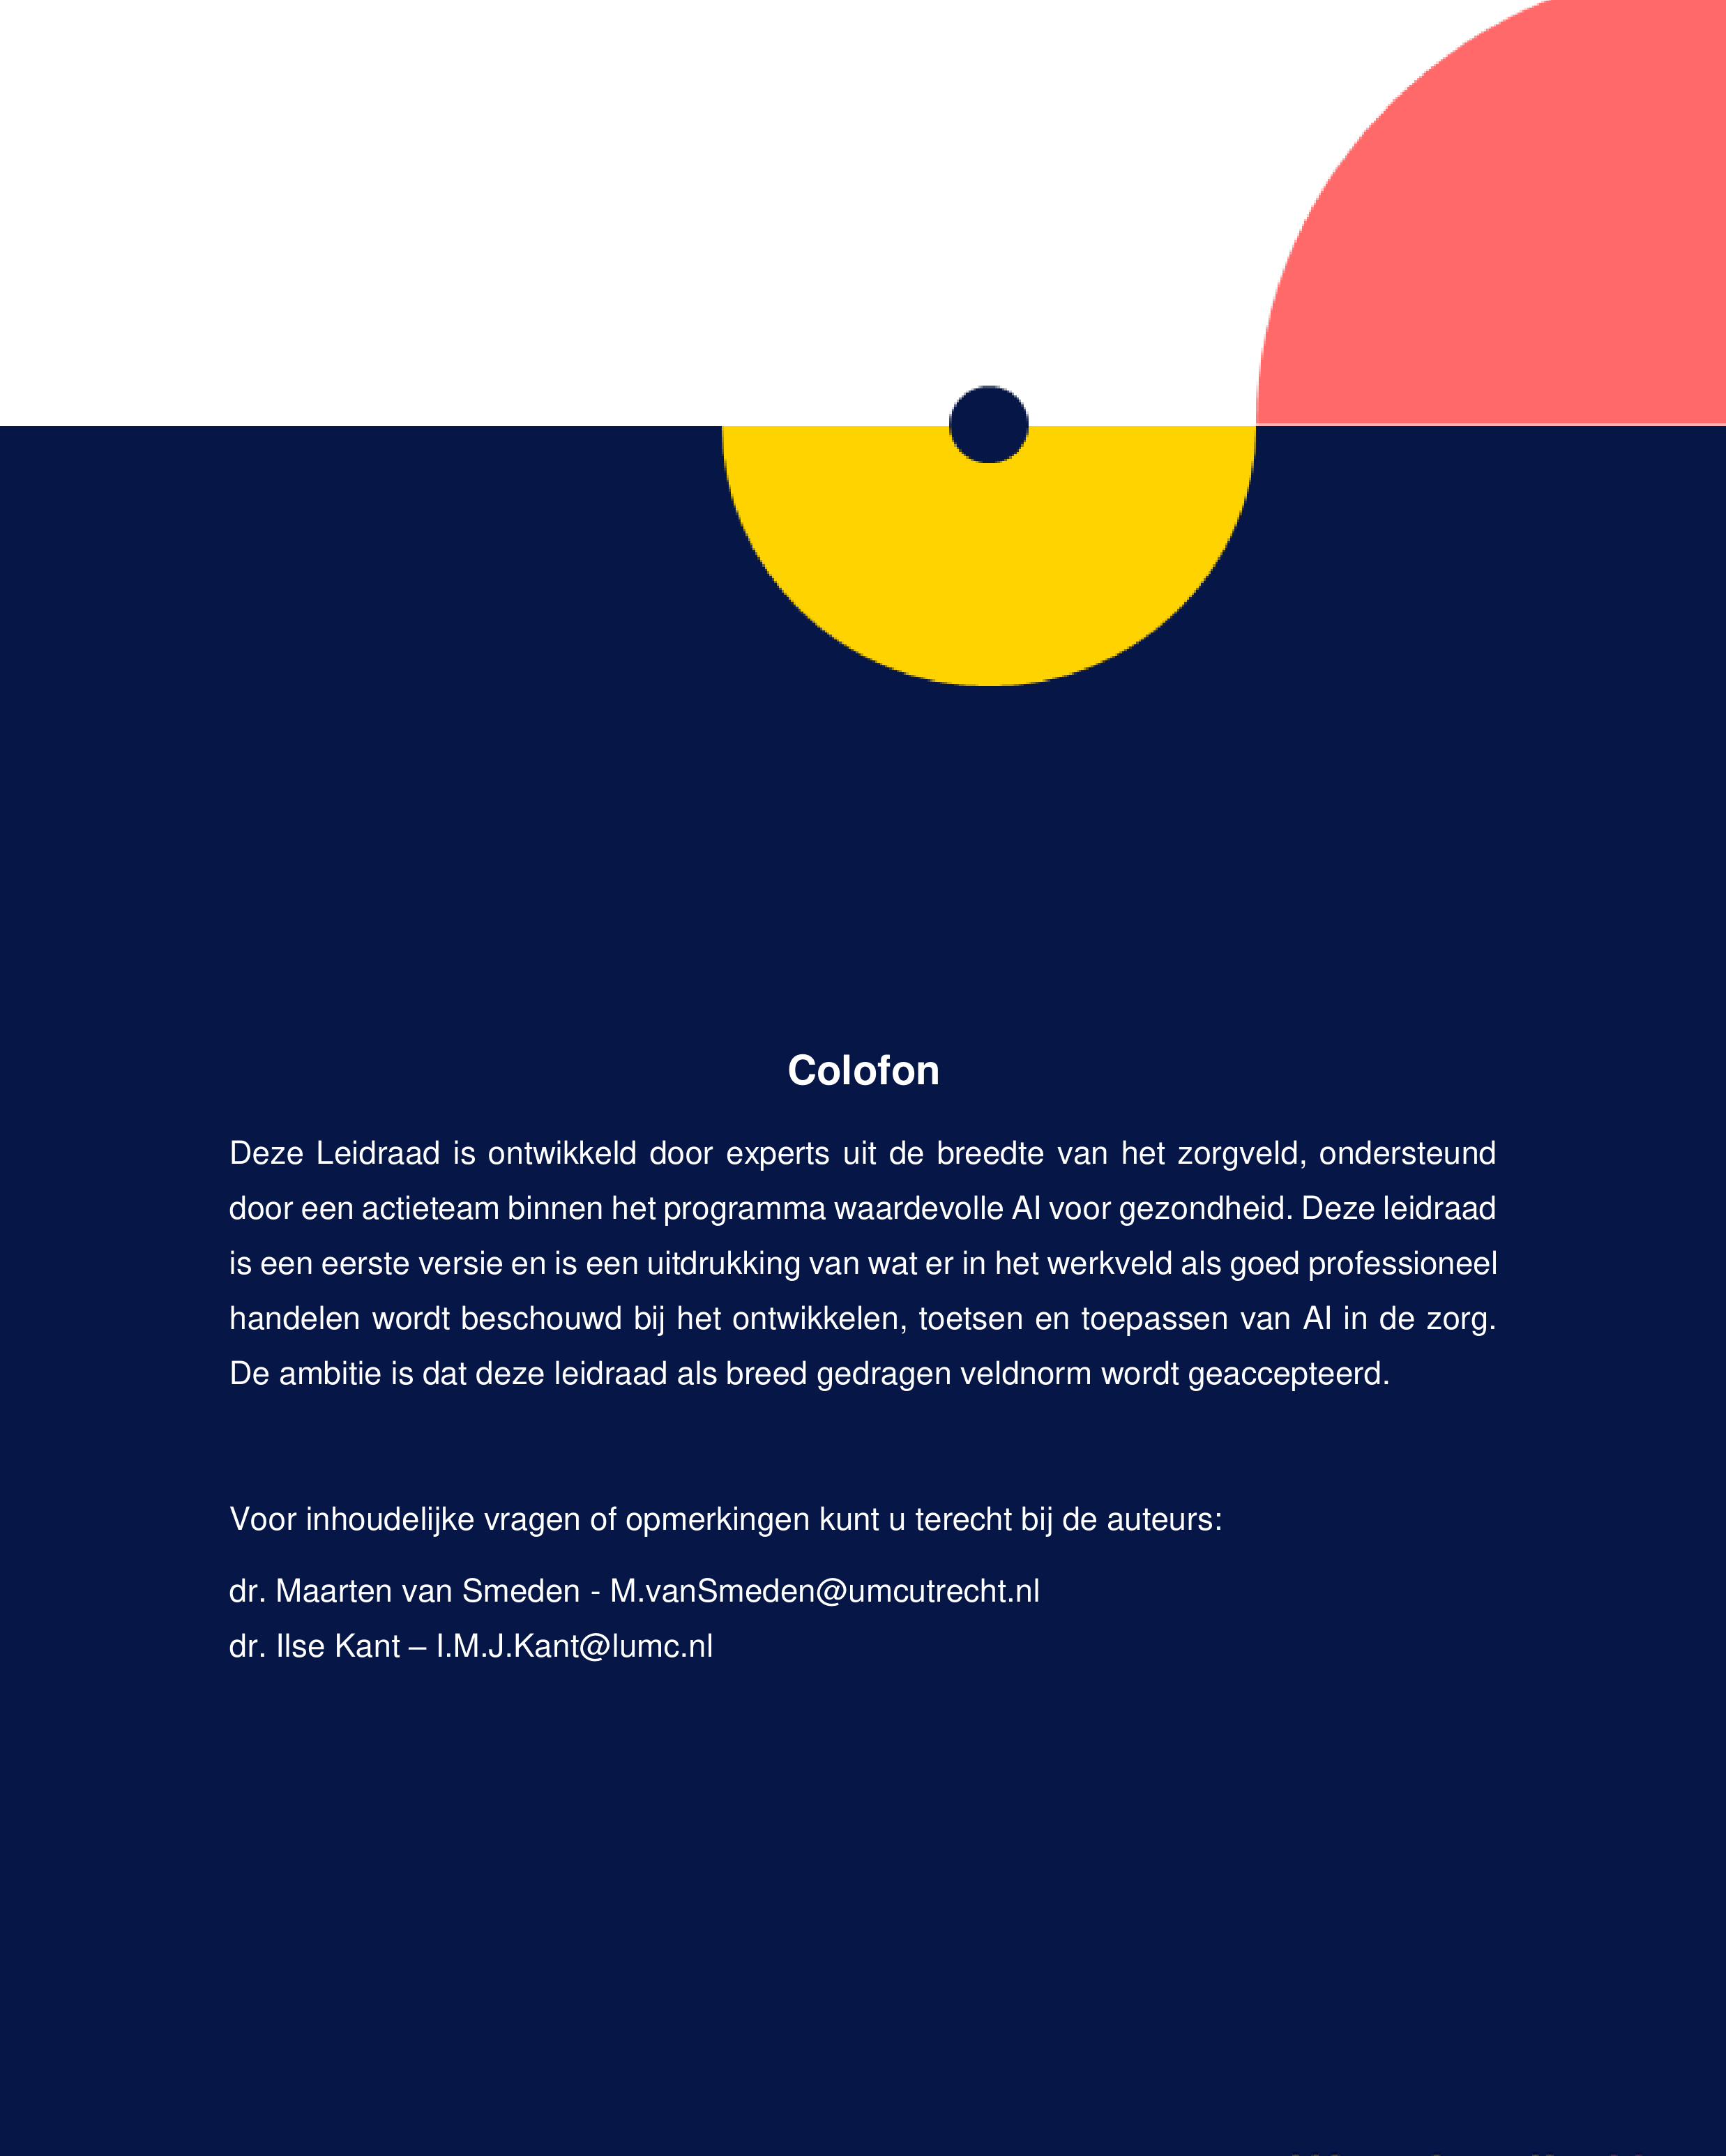 Colofon
Deze Leidraad is ontwikkeld door experts uit de breedte van het zorgveld, ondersteund
door een actieteam binnen het programma waardevolle AI voor gezondheid. Deze leidraad
is een eerste versie en is een uitdrukking van wat er in het werkveld als goed professioneel
handelen wordt beschouwd bij het ontwikkelen, toetsen en toepassen van AI in de zorg.
De ambitie is dat deze leidraad als breed gedragen veldnorm wordt geaccepteerd.
Voor inhoudelijke vragen of opmerkingen kunt u terecht bij de auteurs:
dr. Maarten van Smeden - M.vanSmeden@umcutrecht.nl
dr. Ilse Kant – I.M.J.Kant@lumc.nl